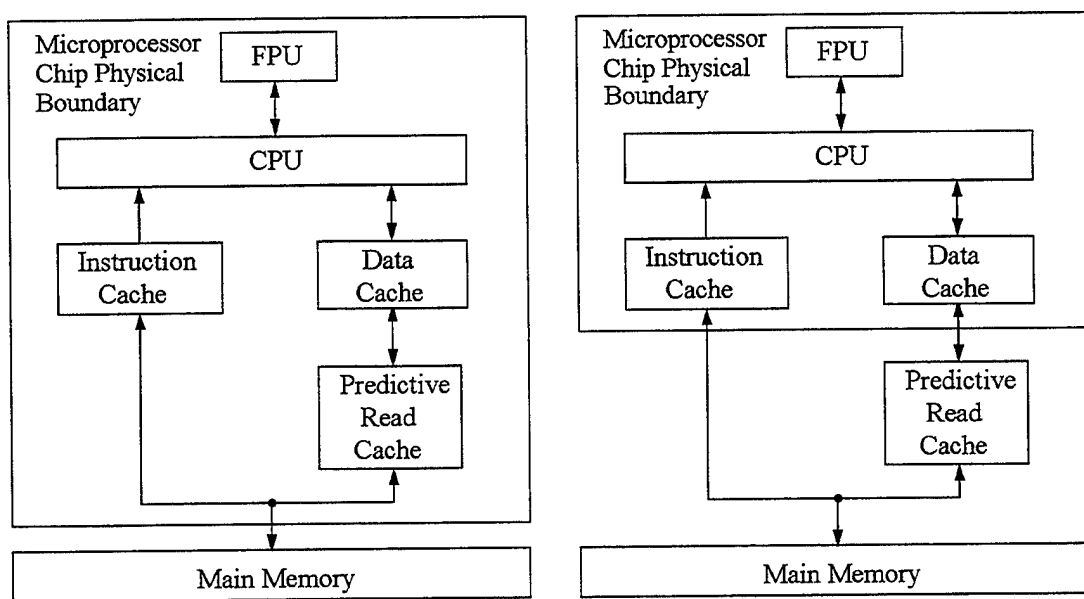 Microprocessor
Chip Physical
Boundary
FPU
CPU
Instruction
Cache
Data
Cache
Predictive
Read
Cache
Main Memory
Microprocessor
Chip Physical
Boundary
FPU
CPU
Instruction
Cache
Data
Cache
Predictive
Read
Cache
Main Memory